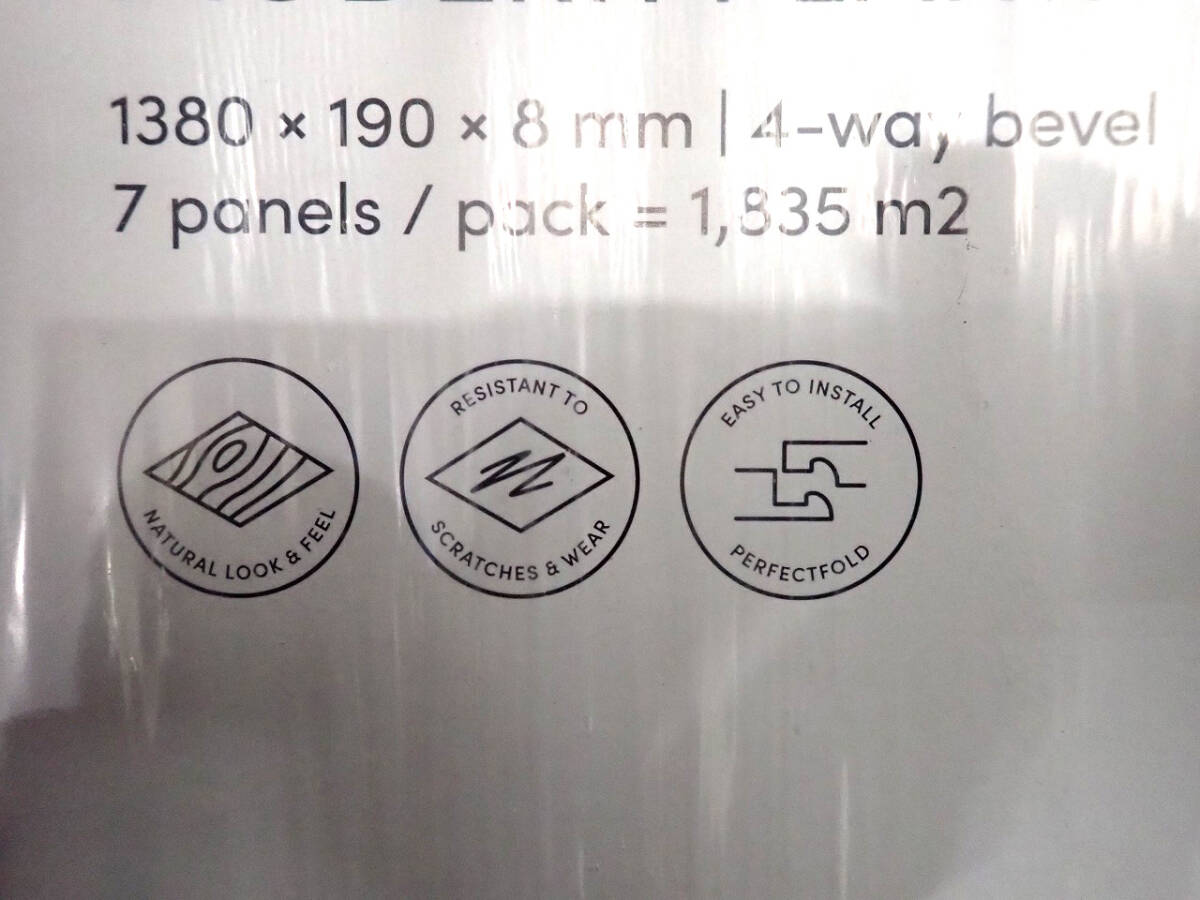 1380 × 190 × 8 mm | 4-way bevel
7 panels / pack = 1,835 m2
NATURAL LOOK & FEEL
RESISTANT TO
SCRATCHES & WEAR
EASY TO INSTALL
PERFECTFOLD